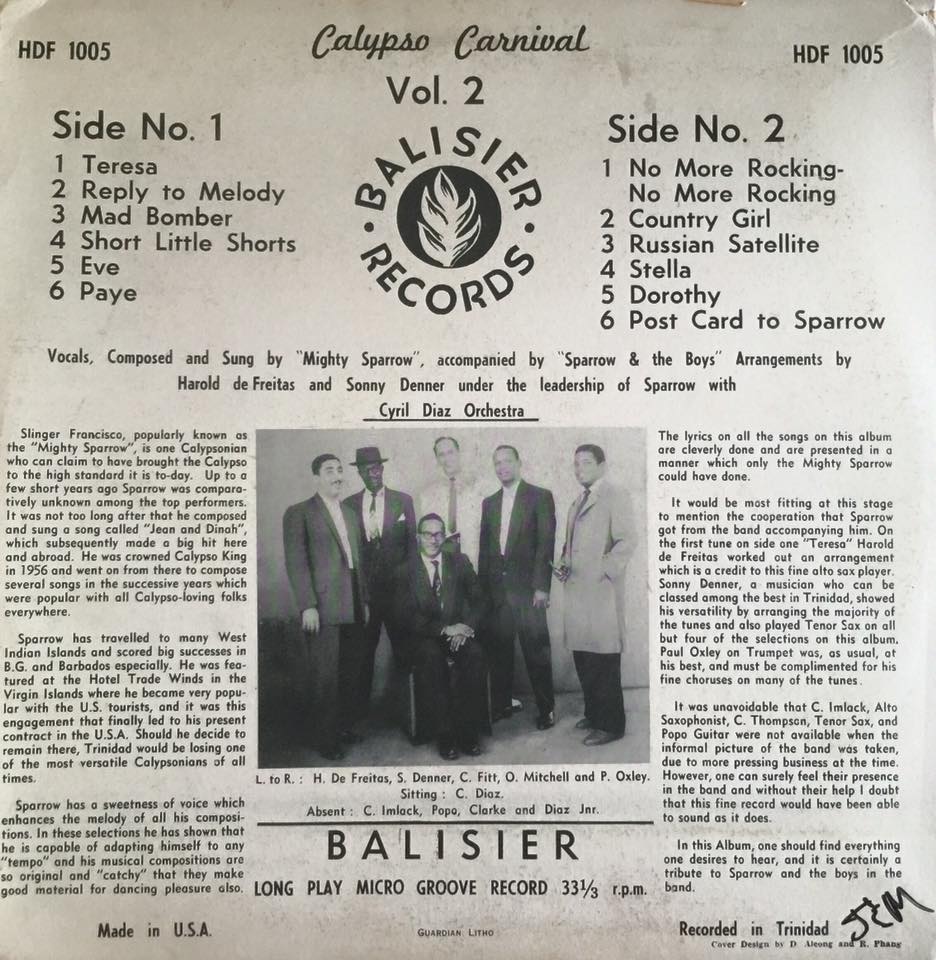 HDF 1005
Calypso Carnival
HDF 1005
Vol. 2
Side No. 1
1 Teresa
2 Reply to Melody
3 Mad Bomber
4 Short Little Shorts
5 Eve
6 Paye
BALISIER
RECORDS
Side No. 2
1 No More Rocking-
No More Rocking
2 Country Girl
3 Russian Satellite
4 Stella
5 Dorothy
6 Post Card to Sparrow
Vocals, Composed and Sung by "Mighty Sparrow", accompanied by "Sparrow & the Boys" Arrangements by
Harold de Freitas and Sonny Denner under the leadership of Sparrow with
Cyril Diaz Orchestra
Slinger Francisco, popularly known as
the "Mighty Sparrow", is one Calypsonian
who can claim to have brought the Calypso
to the high standard it is to-day. Up to a
few short years ago Sparrow was compara-
tively unknown among the top performers.
It was not too long after that he composed
and sung a song called "Jean and Dinah",
which subsequently made a big hit here
and abroad. He was crowned Calypso King
in 1956 and went on from there to compose
several songs in the successive years which
were popular with all Calypso-loving folks
everywhere.
Sparrow has travelled to many West
Indian Islands and scored big successes in
B.G. and Barbados especially. He was fea-
tured at the Hotel Trade Winds in the
Virgin Islands where he became very popu-
lar with the U.S. tourists, and it was this
engagement that finally led to his present
contract in the U.S.A. Should he decide to
remain there, Trinidad would be losing one
of the most versatile Calypsonians of all
times.
Sparrow has a sweetness of voice which
enhances the melody of all his composi-
tions. In these selections he has shown that
he is capable of adapting himself to any
"tempo" and his musical compositions are
so original and "catchy" that they make
good material for dancing pleasure also.
L. to R. : H. De Freitas, S. Denner, C. Fitt, O. Mitchell and P. Oxley.
Sitting : C. Diaz.
Absent : C. Imlack, Popo, Clarke and Diaz Jnr.
BALISIER
LONG PLAY MICRO GROOVE RECORD 33⅓ r.p.m.
The lyrics on all the songs on this album
are cleverly done and are presented in a
manner which only the Mighty Sparrow
could have done.
It would be most fitting at this stage
to mention the cooperation that Sparrow
got from the band accompanying him. On
the first tune on side one "Teresa" Harold
de Freitas worked out an arrangement
which is a credit to this fine alto sax player.
Sonny Denner, a musician who can be
classed among the best in Trinidad, showed
his versatility by arranging the majority of
the tunes and also played Tenor Sax on all
but four of the selections on this album.
Paul Oxley on Trumpet was, as usual, at
his best, and must be complimented for his
fine choruses on many of the tunes.
It was unavoidable that C. Imlack, Alto
Saxophonist, C. Thompson, Tenor Sax, and
Popo Guitar were not available when the
informal picture of the band was taken,
due to more pressing business at the time.
However, one can surely feel their presence
in the band and without their help I doubt
that this fine record would have been able
to sound as it does.
In this Album, one should find everything
one desires to hear, and it is certainly a
tribute to Sparrow and the boys in the
band.
Made in U.S.A.
GUARDIAN LITHO
Recorded in Trinidad
Cover Design by D. Aleong and R. Phang